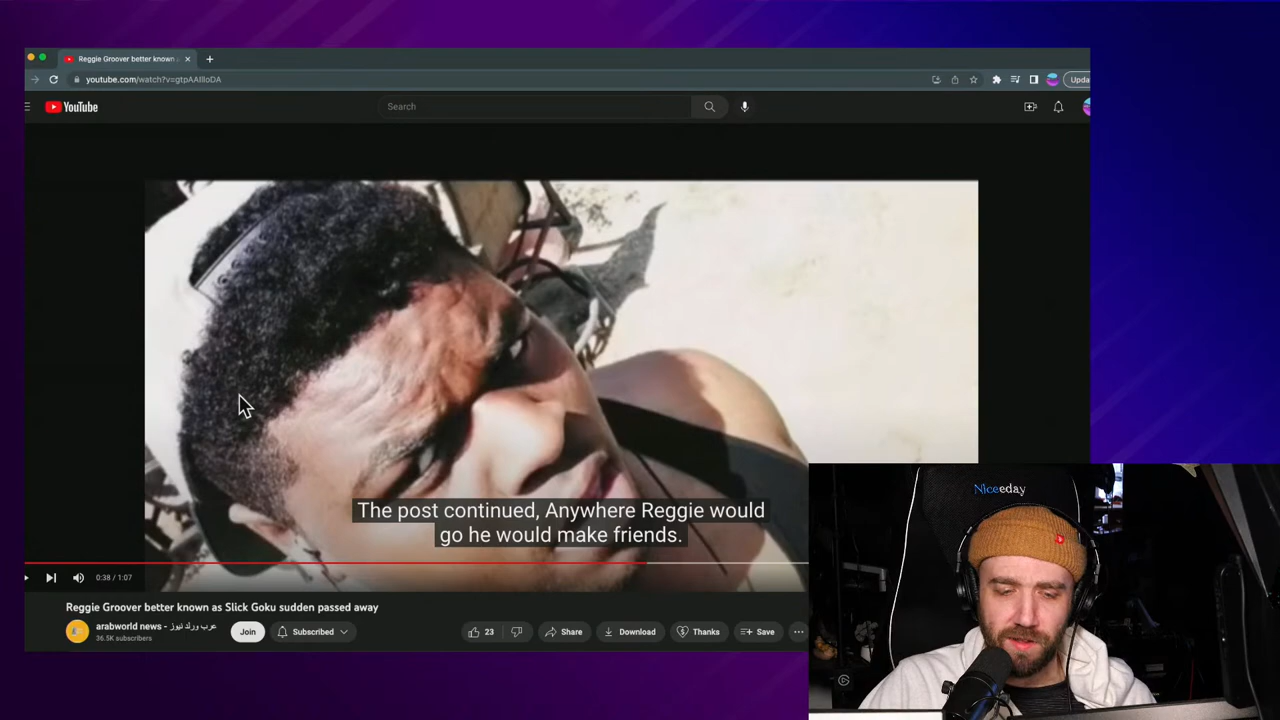 Reggie Groover better known a
youtube.com/watch?v=gtpAAIlloDA
Upda
YouTube
Search
Niceeday
The post continued, Anywhere Reggie would
go he would make friends.
0:38 / 1:07
Reggie Groover better known as Slick Goku sudden passed away
arabworld news - عرب ورلد نيوز
36.5K subscribers
Join
Subscribed
23
Share
Download
Thanks
Save